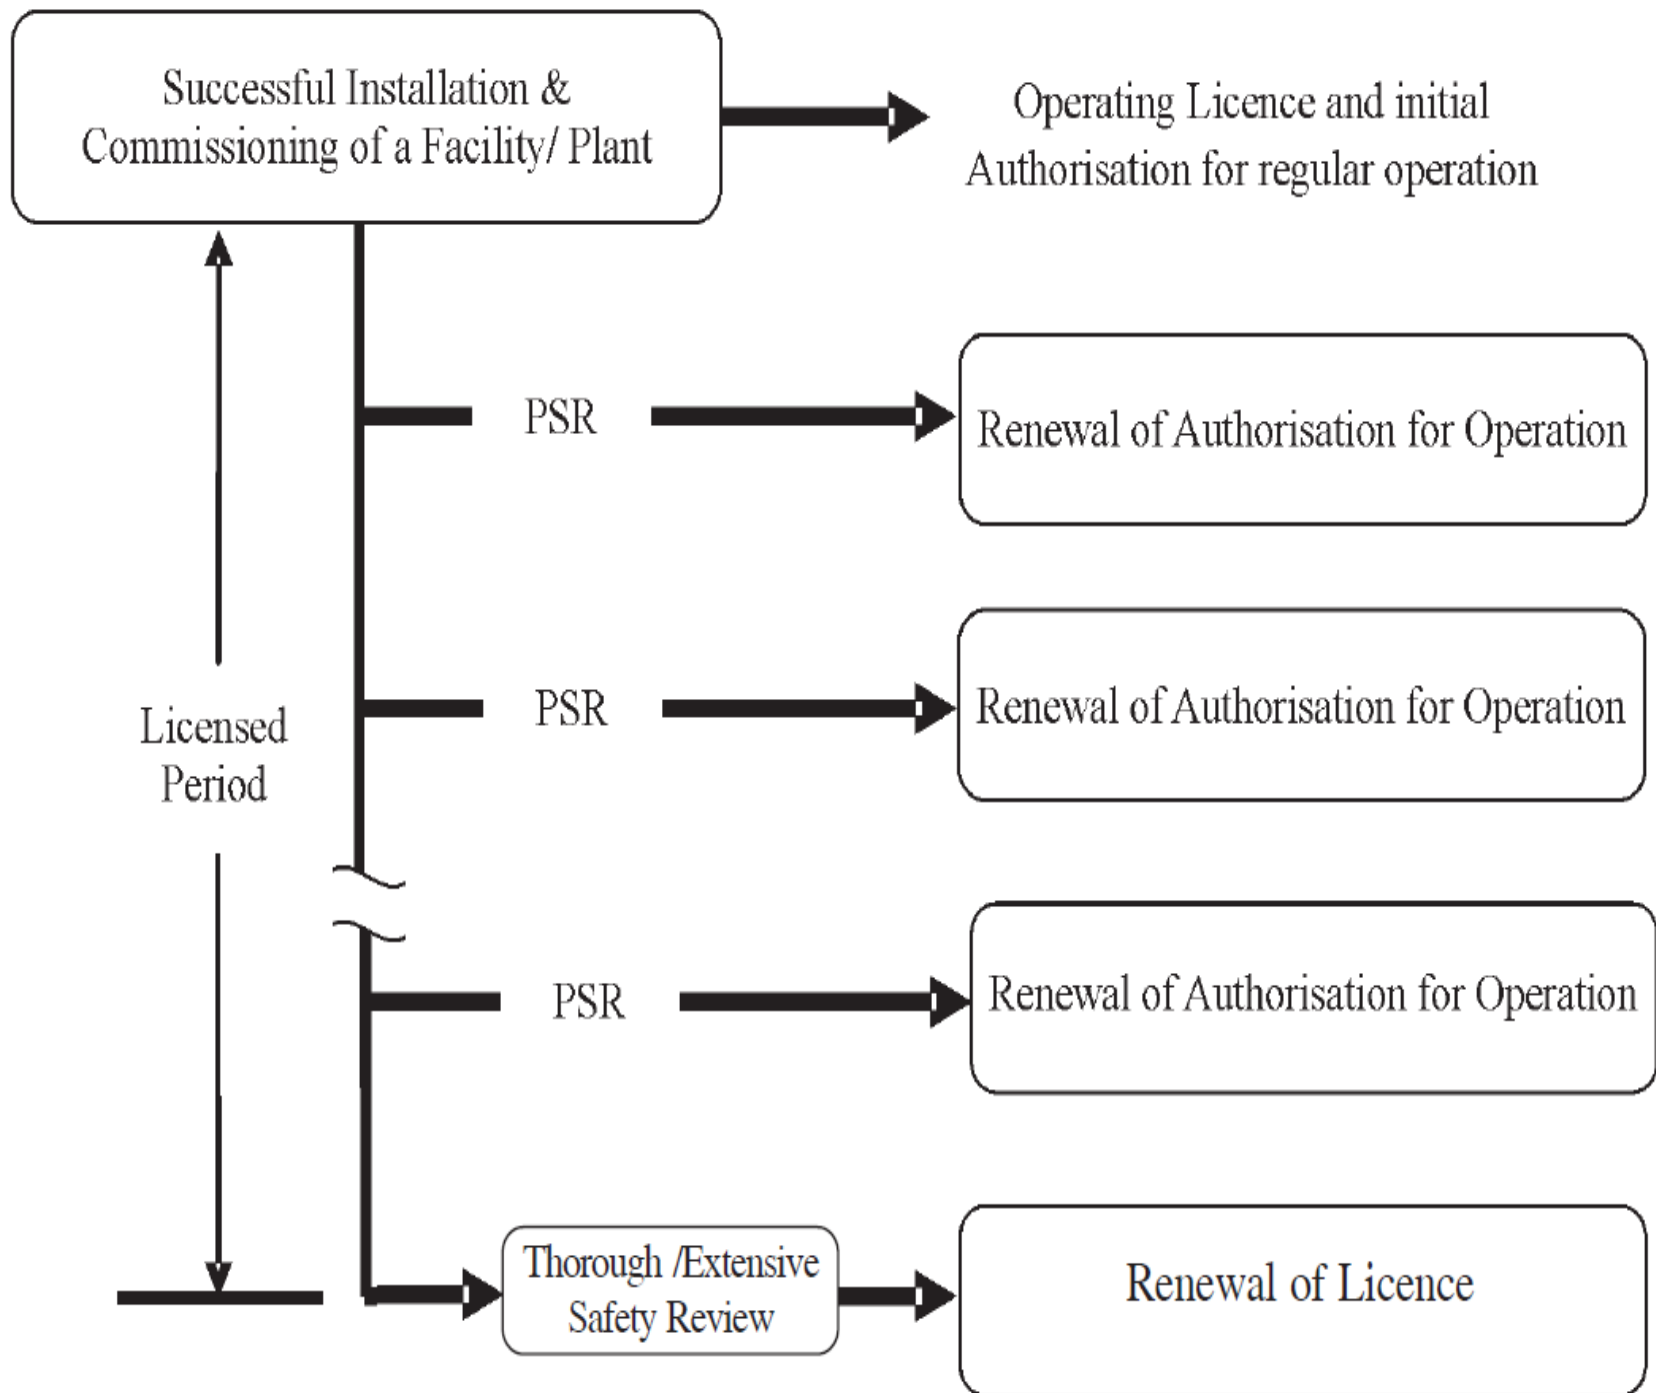 Successful Installation &
Commissioning of a Facility/ Plant
Operating Licence and initial
Authorisation for regular operation
PSR
Renewal of Authorisation for Operation
PSR
Renewal of Authorisation for Operation
Licensed
Period
PSR
Renewal of Authorisation for Operation
Thorough /Extensive
Safety Review
Renewal of Licence